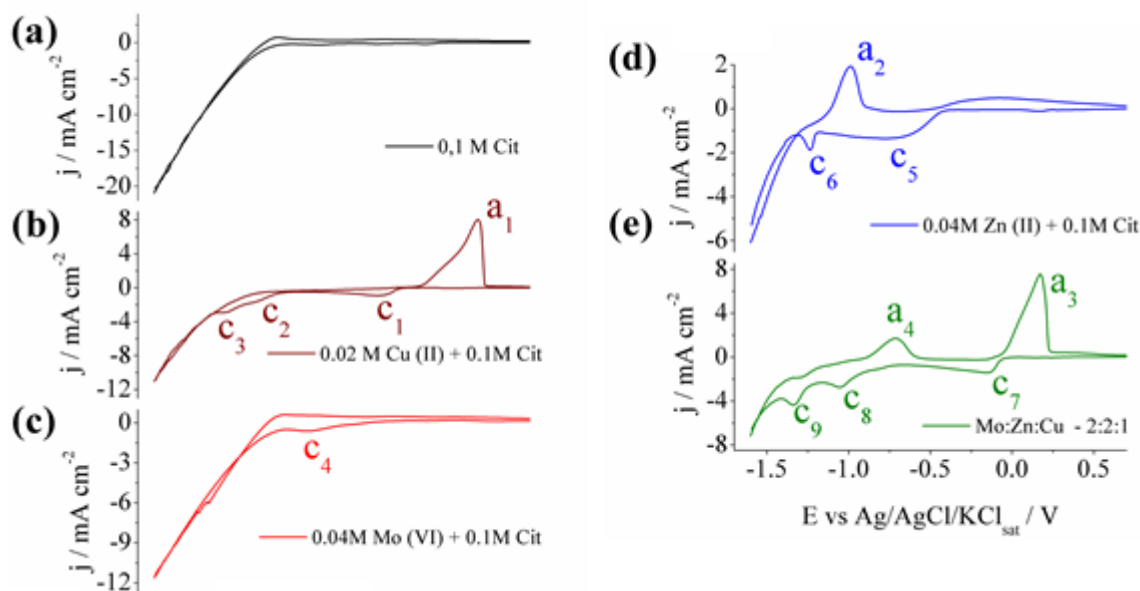 (a)
j / mA cm-2
0
-5
-10
-15
-20
0,1 M Cit
(b)
j / mA cm-2
8
4
0
-4
-8
-12
a1
c1
c2
c3
0.02 M Cu (II) + 0.1M Cit
(c)
j / mA cm-2
0
-3
-6
-9
-12
c4
0.04M Mo (VI) + 0.1M Cit
(d)
j / mA cm-2
2
0
-2
-4
-6
a2
c6
c5
0.04M Zn (II) + 0.1M Cit
(e)
j / mA cm-2
8
4
0
-4
-8
a4
a3
c9
c8
c7
Mo:Zn:Cu - 2:2:1
-1.5 -1.0 -0.5 0.0 0.5
E vs Ag/AgCl/KClsat / V